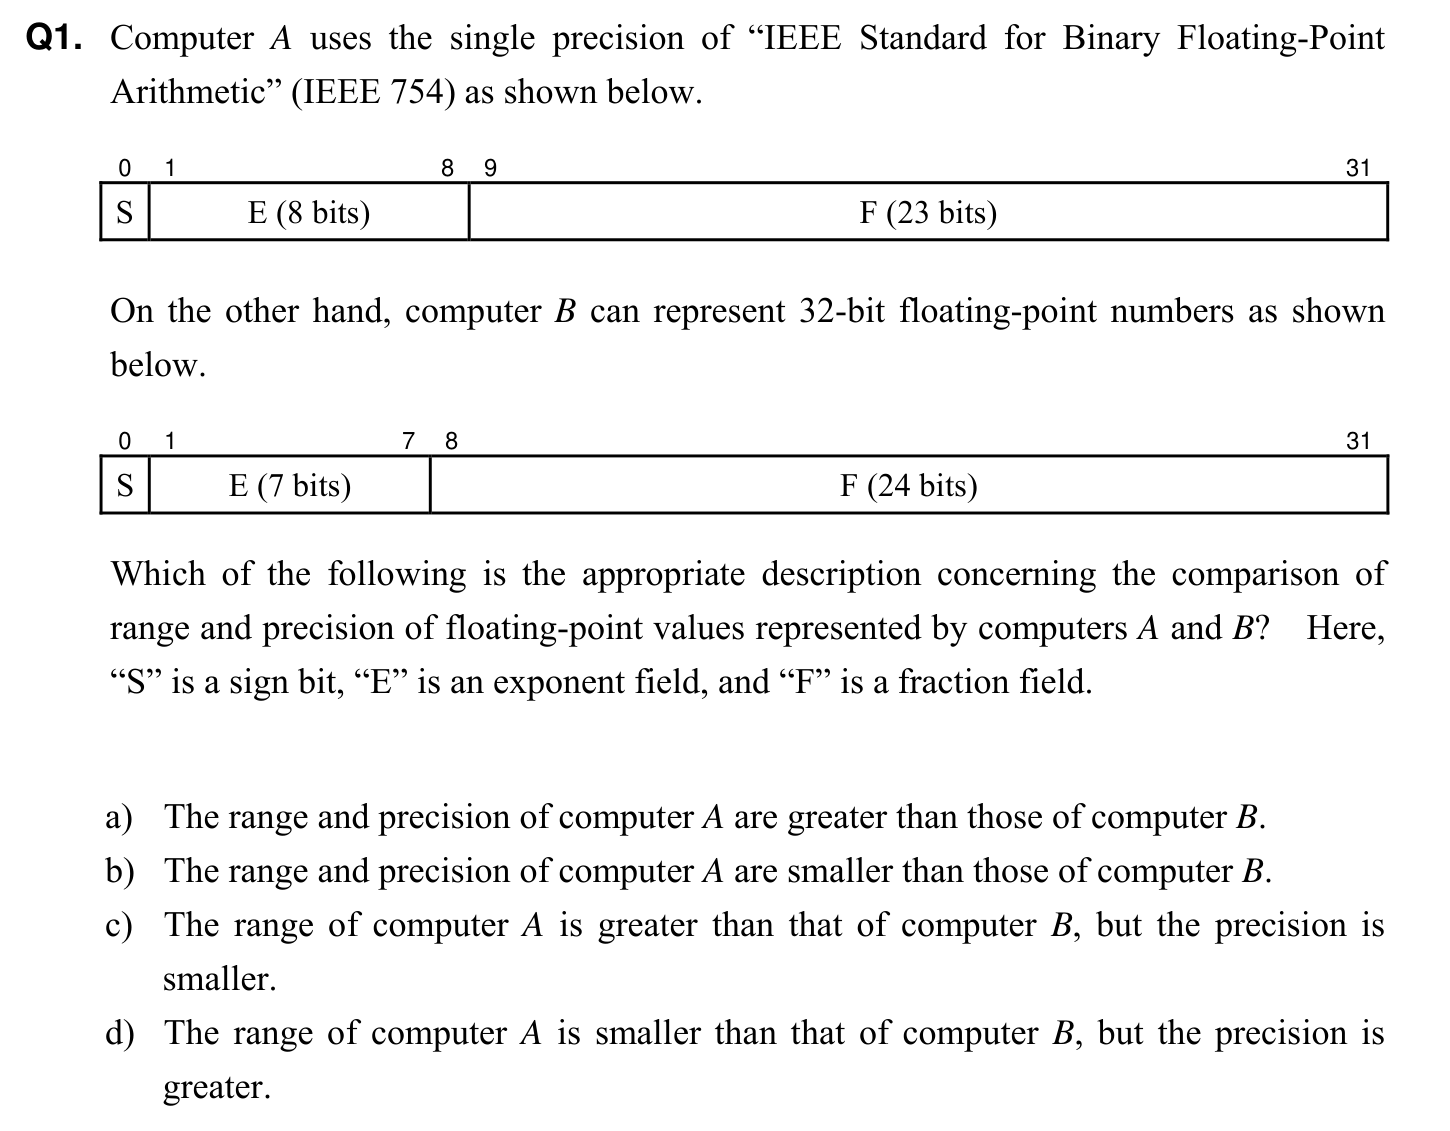 Q1. Computer A uses the single precision of “IEEE Standard for Binary Floating-Point
Arithmetic” (IEEE 754) as shown below.
0 1 8 9 31
S E (8 bits) F (23 bits)
On the other hand, computer B can represent 32-bit floating-point numbers as shown
below.
0 1 7 8 31
S E (7 bits) F (24 bits)
Which of the following is the appropriate description concerning the comparison of
range and precision of floating-point values represented by computers A and B? Here,
“S” is a sign bit, “E” is an exponent field, and “F” is a fraction field.
a) The range and precision of computer A are greater than those of computer B.
b) The range and precision of computer A are smaller than those of computer B.
c) The range of computer A is greater than that of computer B, but the precision is
smaller.
d) The range of computer A is smaller than that of computer B, but the precision is
greater.